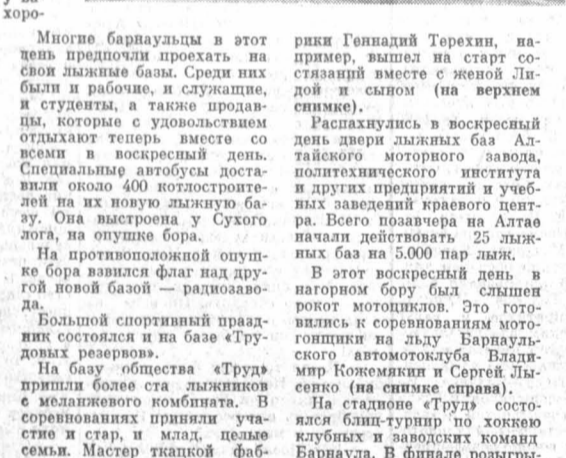 хоро-
Многие барнаульцы в этот
день предпочли проехать на
свои лыжные базы. Среди них
были и рабочие, и служащие,
и студенты, а также продав-
цы, которые с удовольствием
отдыхают теперь вместе со
всеми в воскресный день.
Специальные автобусы доста-
вили около 400 котлостроите-
лей на их новую лыжную ба-
зу. Она выстроена у Сухого
лога, на опушке бора.
На противоположной опуш-
ке бора взвился флаг над дру-
гой новой базой — радиозаво-
да.
Большой спортивный празд-
ник состоялся и на базе «Тру-
довых резервов».
На базу общества «Труд»
пришли более ста лыжников
с меланжевого комбината. В
соревнованиях приняли уча-
стие и стар, и млад, целые
семьи. Мастер ткацкой фаб-
рики Геннадий Терехин, на-
пример, вышел на старт со-
стязаний вместе с женой Ли-
дой и сыном (на верхнем
снимке).
Распахнулись в воскресный
день двери лыжных баз Ал-
тайского моторного завода,
политехнического института
и других предприятий и учеб-
ных заведений краевого цент-
ра. Всего позавчера на Алтае
начали действовать 25 лыж-
ных баз на 5.000 пар лыж.
В этот воскресный день в
нагорном бору был слышен
рокот мотоциклов. Это гото-
вились к соревнованиям мото-
гонщики на льду Барнауль-
ского автомотоклуба Влади-
мир Кожемякин и Сергей Лы-
сенко (на снимке справа).
На стадионе «Труд» состо-
ялся блиц-турнир по хоккею
клубных и заводских команд
Барнаула. В финале розыгры-